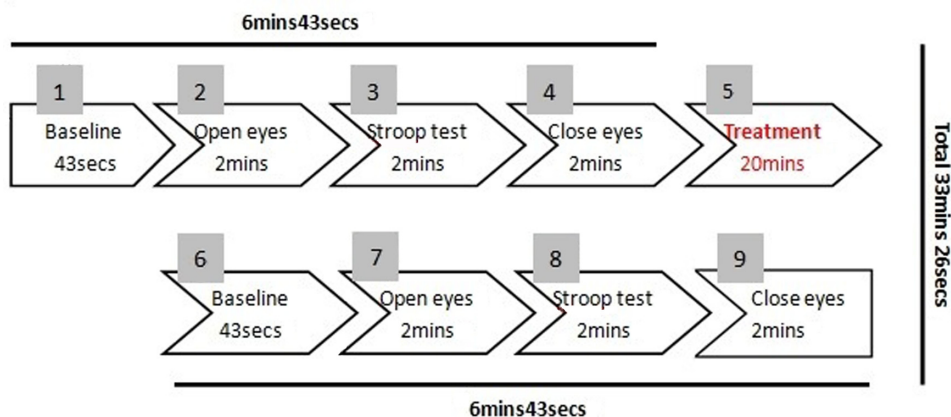 6mins43secs
1
Baseline
43secs
2
Open eyes
2mins
3
Stroop test
2mins
4
Close eyes
2mins
5
Treatment
20mins
Total 33mins 26secs
6
Baseline
43secs
7
Open eyes
2mins
8
Stroop test
2mins
9
Close eyes
2mins
6mins43secs